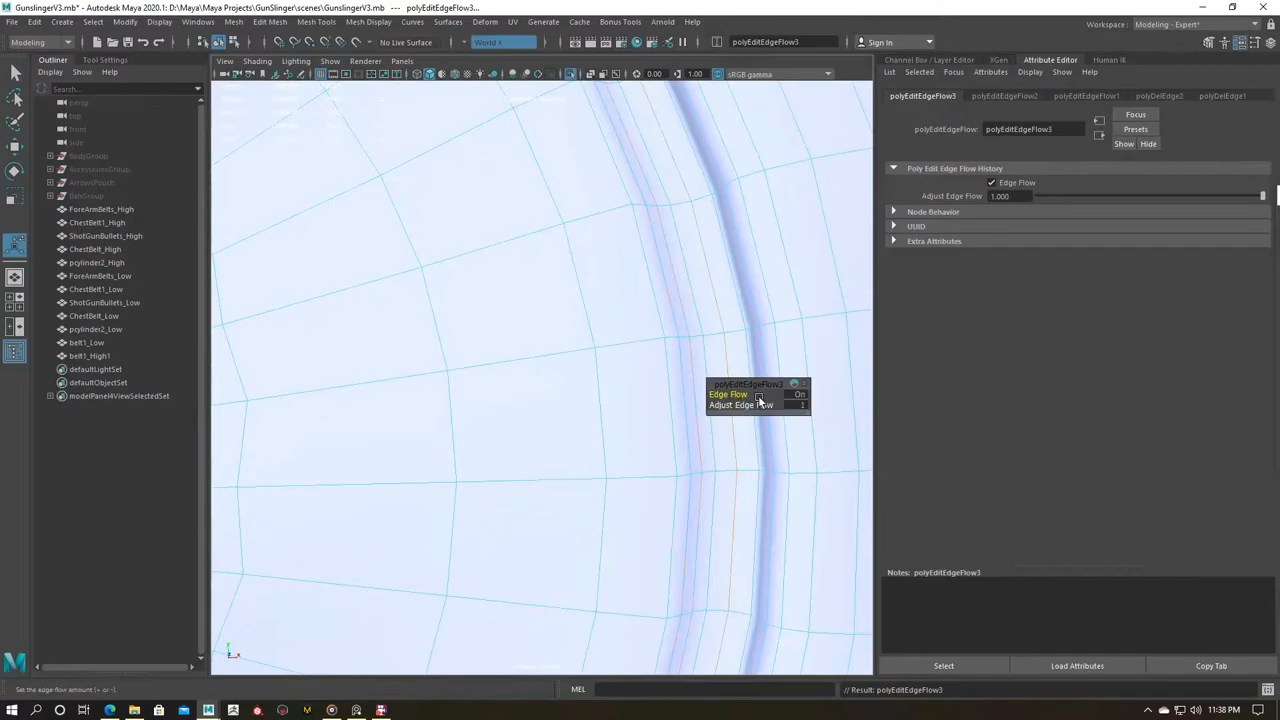 GunslingerV3.mb* - Autodesk Maya 2020.1: D:\Maya\Maya Projects\GunSlinger\scenes\GunslingerV3.mb  ---  polyEditEdgeFlow3...
File Edit Create Select Modify Display Windows Mesh Edit Mesh Mesh Tools Mesh Display Curves Surfaces Deform UV Generate Cache Bonus Tools Arnold Help
Workspace : Modeling - Expert*
Modeling No Live Surface World X polyEditEdgeFlow3 Sign In
Outliner Tool Settings
Display Show Help
Search...
persp
top
front
side
BodyGroup
AccessoriesGroup
ArrowsPouch
ForeArmBelts_High
ChestBelt1_High
ShotGunBullets_High
ChestBelt_High
pcylinder2_High
ForeArmBelts_Low
ChestBelt1_Low
ShotGunBullets_Low
ChestBelt_Low
pcylinder2_Low
belt1_Low
belt1_High1
defaultLightSet
defaultObjectSet
modelPanel4ViewSelectedSet
View Shading Lighting Show Renderer Panels
0.00 1.00 sRGB gamma
polyEditEdgeFlow3
Edge Flow On
Adjust Edge Flow 1
Channel Box / Layer Editor XGen Attribute Editor Human IK
List Selected Focus Attributes Display Show Help
polyEditEdgeFlow3 polyEditEdgeFlow2 polyEditEdgeFlow1 polyDelEdge2 polyDelEdge1
polyEditEdgeFlow: polyEditEdgeFlow3
Focus
Presets
Show Hide
Poly Edit Edge Flow History
Edge Flow
Adjust Edge Flow 1.000
Node Behavior
UUID
Extra Attributes
Notes: polyEditEdgeFlow3
Select Load Attributes Copy Tab
Set the edge flow amount (+ or -)
MEL
// Result: polyEditEdgeFlow3
11:38 PM